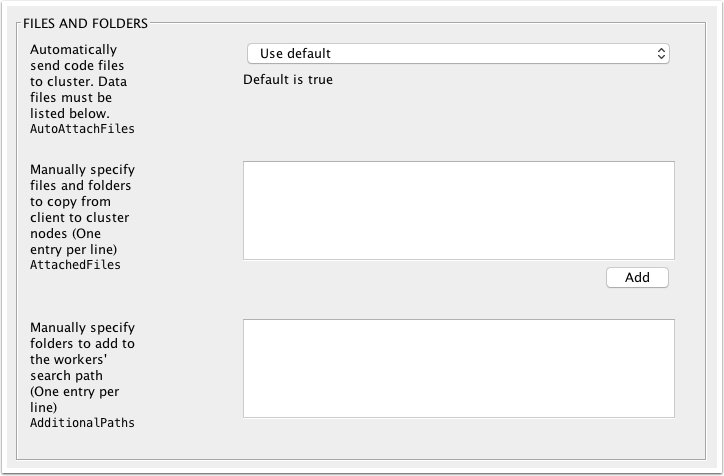 FILES AND FOLDERS
Automatically
send code files
to cluster. Data
files must be
listed below.
AutoAttachFiles
Use default
Default is true
Manually specify
files and folders
to copy from
client to cluster
nodes (One
entry per line)
AttachedFiles
Add
Manually specify
folders to add to
the workers'
search path
(One entry per
line)
AdditionalPaths